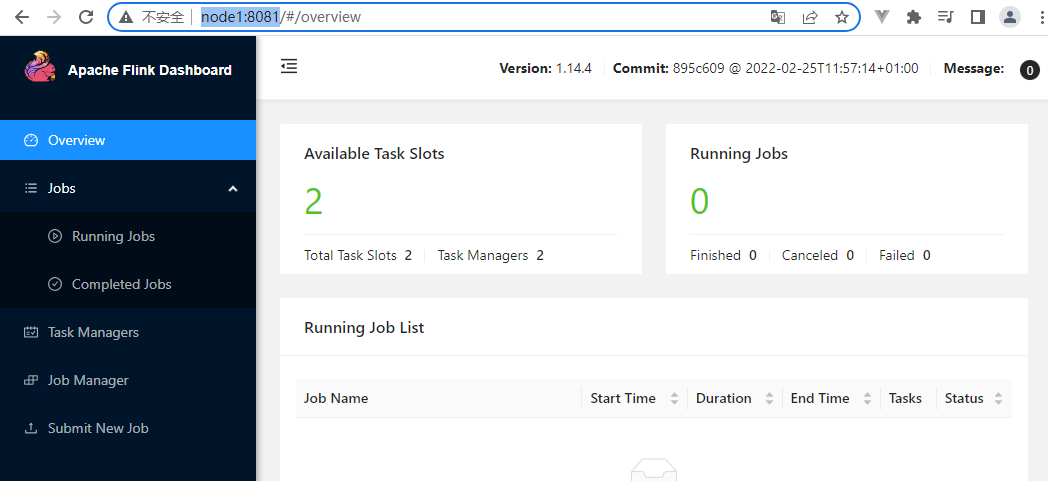 不安全 node1:8081/#/overview
Apache Flink Dashboard
Version: 1.14.4 Commit: 895c609 @ 2022-02-25T11:57:14+01:00 Message: 0
Overview
Jobs
Running Jobs
Completed Jobs
Task Managers
Job Manager
Submit New Job
Available Task Slots
2
Total Task Slots 2 Task Managers 2
Running Jobs
0
Finished 0 Canceled 0 Failed 0
Running Job List
Job Name Start Time Duration End Time Tasks Status